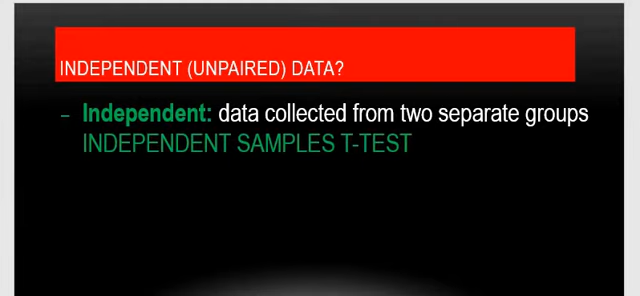 INDEPENDENT (UNPAIRED) DATA?
– Independent: data collected from two separate groups
INDEPENDENT SAMPLES T-TEST